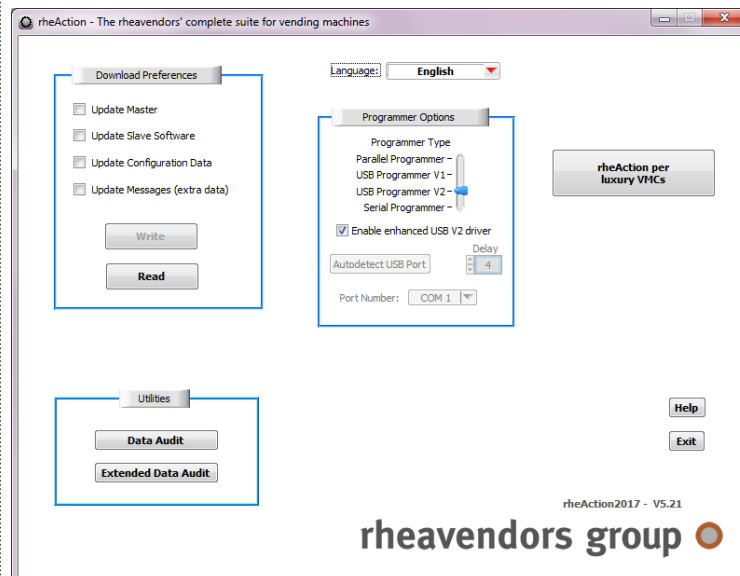 rheAction - The rheavendors' complete suite for vending machines
Download Preferences
Update Master
Update Slave Software
Update Configuration Data
Update Messages (extra data)
Write
Read
Language: English
Programmer Options
Programmer Type
Parallel Programmer
USB Programmer V1
USB Programmer V2
Serial Programmer
Enable enhanced USB V2 driver
Delay
Autodetect USB Port 4
Port Number: COM 1
rheAction per
luxury VMCs
Utilities
Data Audit
Extended Data Audit
Help
Exit
rheAction2017 - V5.21
rheavendors group